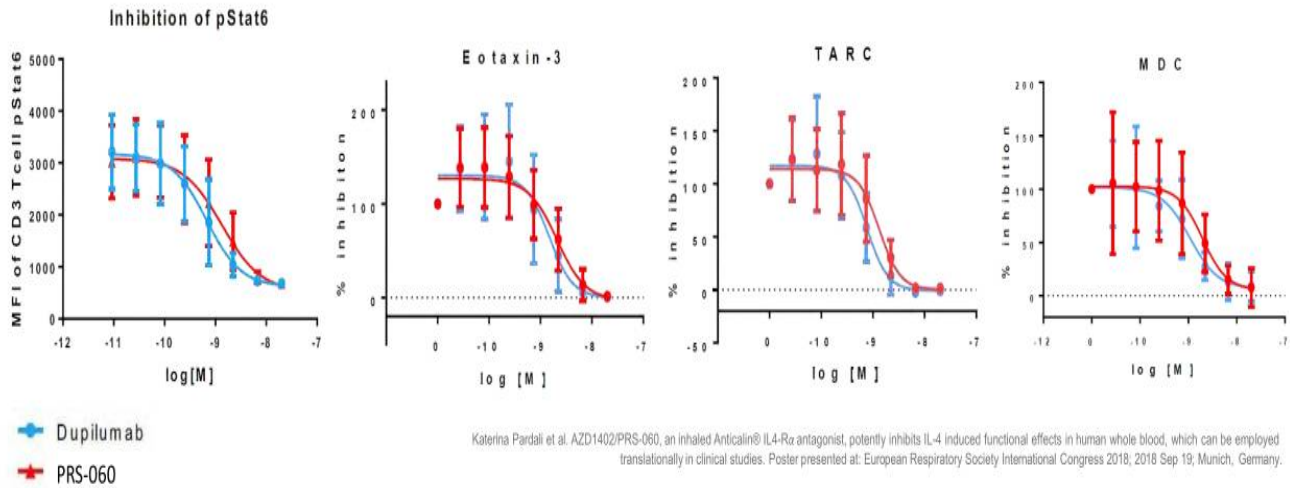 Inhibition of pStat6
MFI of CD3 Tcell pStat6
5000
4000
3000
2000
1000
0
-12 -11 -10 -9 -8 -7
log[M]
Eotaxin-3
% inhibition
200
100
0
0 -10 -9 -8
log [M]
TARC
% inhibition
200
150
100
50
0
-50
0 -10 -9 -8 -7
log [M]
MDC
% inhibition
200
150
100
50
0
-12 0 -10 -9 -8 -7
log [M]
Dupilumab
PRS-060
Katerina Pardali et al. AZD1402/PRS-060, an inhaled Anticalin® IL4-Rα antagonist, potently inhibits IL-4 induced functional effects in human whole blood, which can be employed
translationally in clinical studies. Poster presented at: European Respiratory Society International Congress 2018; 2018 Sep 19; Munich, Germany.